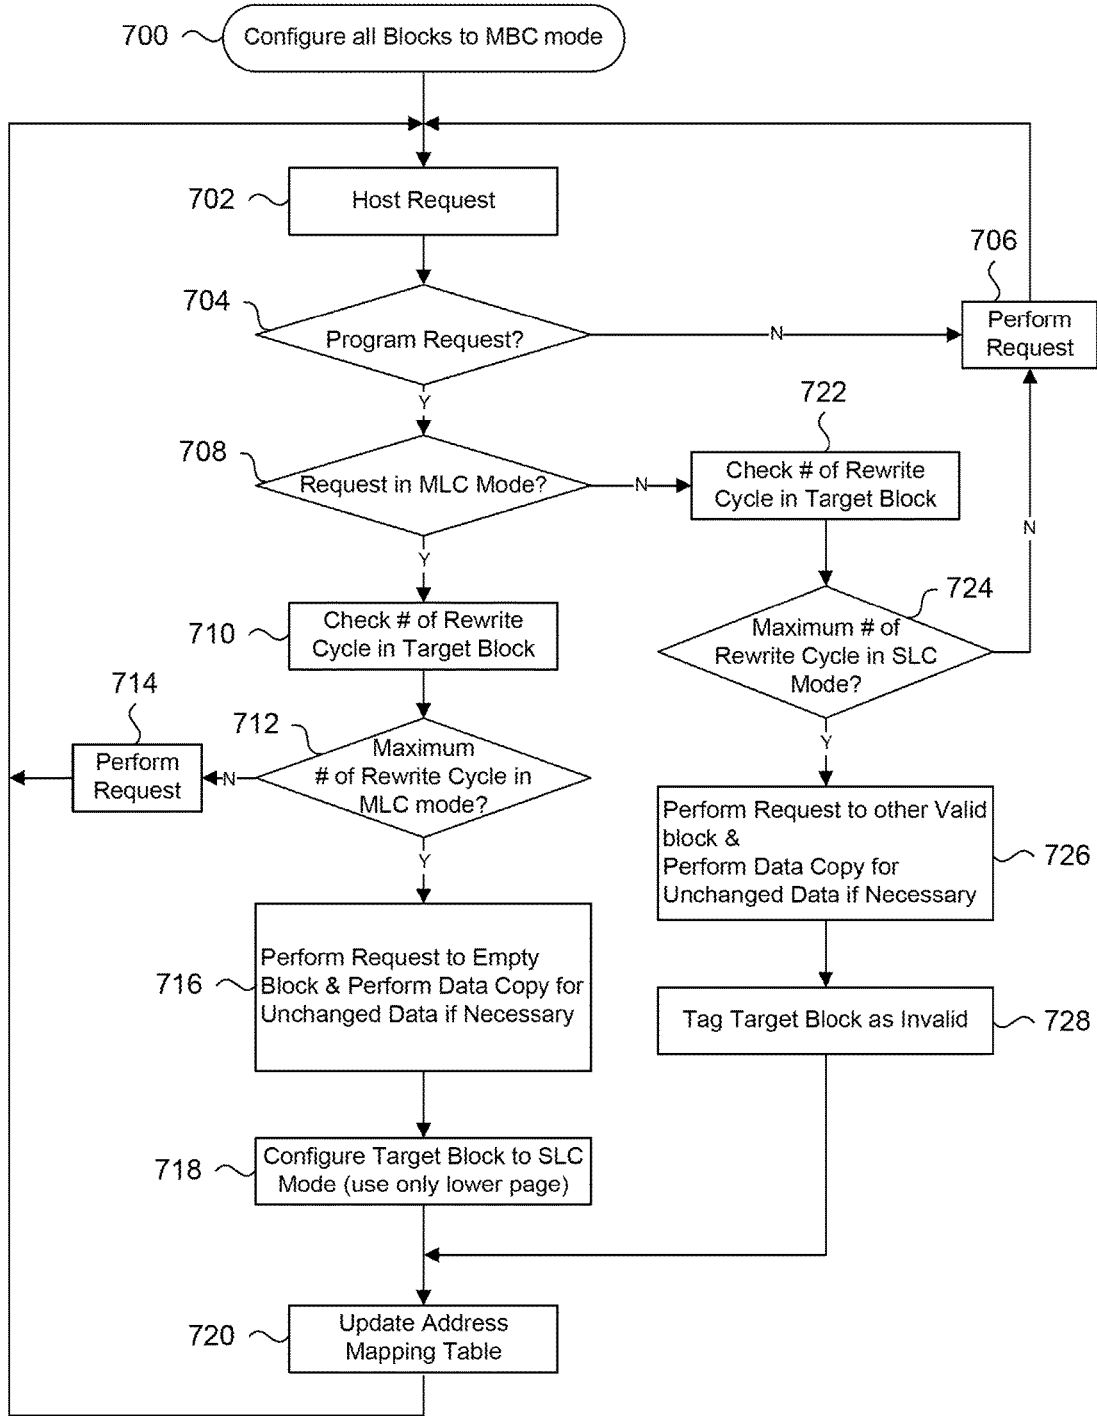 700
Configure all Blocks to MBC mode
702
Host Request
704
Program Request?
N
706
Perform
Request
Y
708
Request in MLC Mode?
N
722
Check # of Rewrite
Cycle in Target Block
N
Y
710
Check # of Rewrite
Cycle in Target Block
724
Maximum # of
Rewrite Cycle in SLC
Mode?
714
Perform
Request
N
712
Maximum
# of Rewrite Cycle in
MLC mode?
Y
Y
726
Perform Request to other Valid
block &
Perform Data Copy for
Unchanged Data if Necessary
716
Perform Request to Empty
Block & Perform Data Copy for
Unchanged Data if Necessary
Tag Target Block as Invalid
728
718
Configure Target Block to SLC
Mode (use only lower page)
720
Update Address
Mapping Table